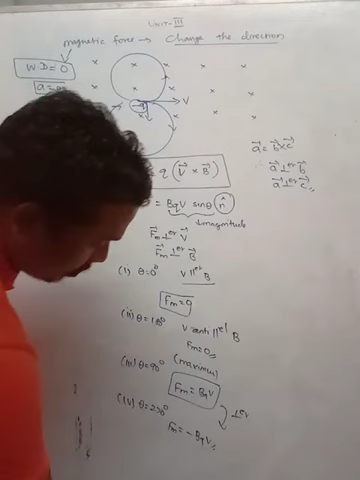 UNIT-III
magnetic force → Change the direction
W.D=0
V
q (V⃗ × B⃗)
a⃗ = b⃗×c⃗
a⃗ ⊥er b⃗
a⃗ ⊥er c⃗
= BqV sinθ n̂
magnitude
F⃗m ⊥er V⃗
F⃗m ⊥er B⃗
(i) θ=0° V ||el B
Fm=0
(ii) θ=180° V anti ||el B
Fm=0
(iii) θ=90° (maximum)
Fm = BqV
(iv) θ=270°
Fm = - BqV